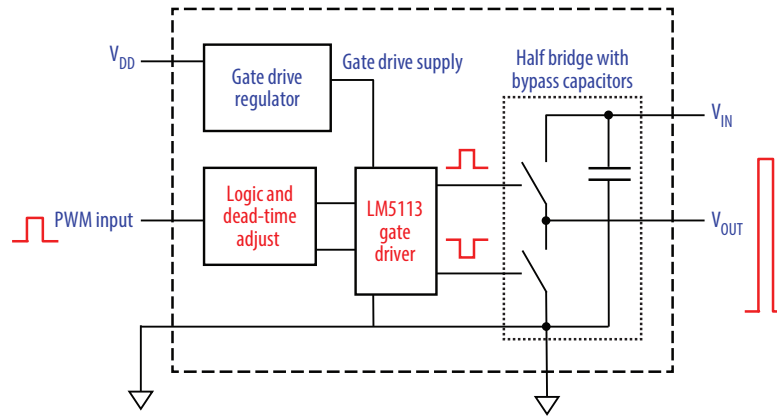 VDD
Gate drive
regulator
Gate drive supply
Half bridge with
bypass capacitors
VIN
PWM input
Logic and
dead-time
adjust
LM5113
gate
driver
VOUT